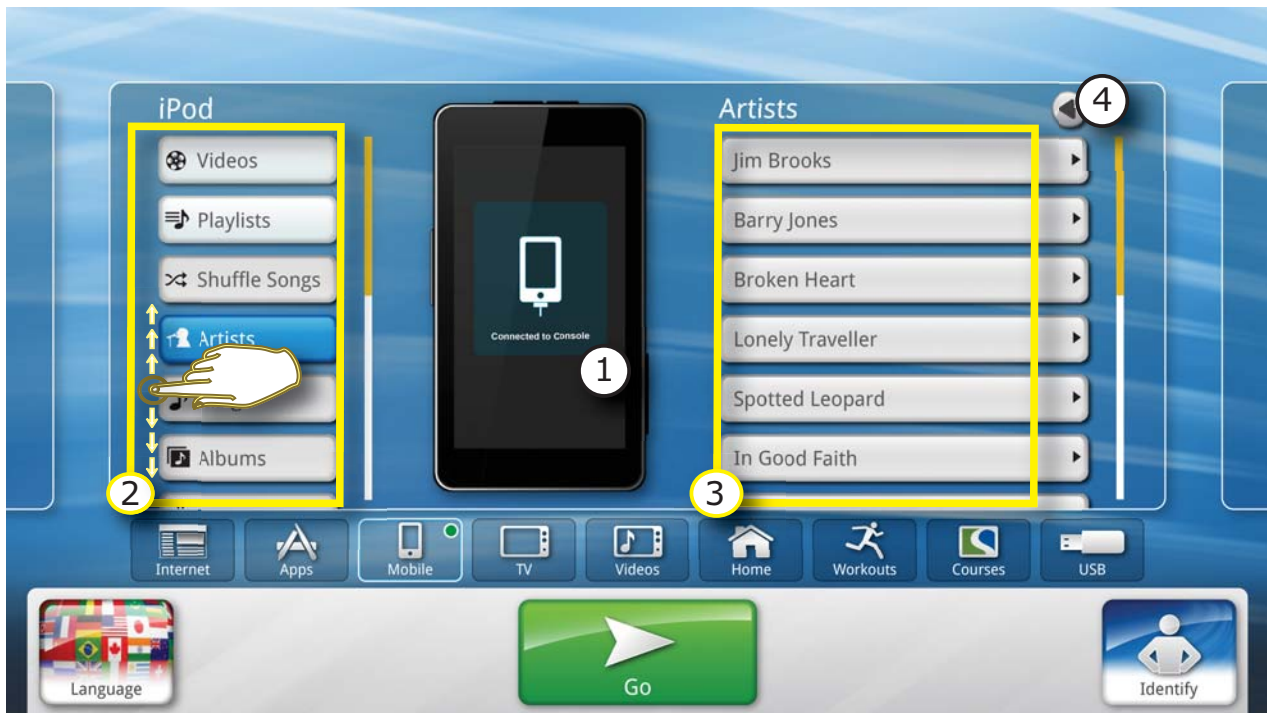 iPod
Videos
Playlists
Shuffle Songs
Artists
Albums
2
Connected to Console
1
Artists
4
Jim Brooks
Barry Jones
Broken Heart
Lonely Traveller
Spotted Leopard
In Good Faith
3
Internet
Apps
Mobile
TV
Videos
Home
Workouts
Courses
USB
Language
Go
Identify